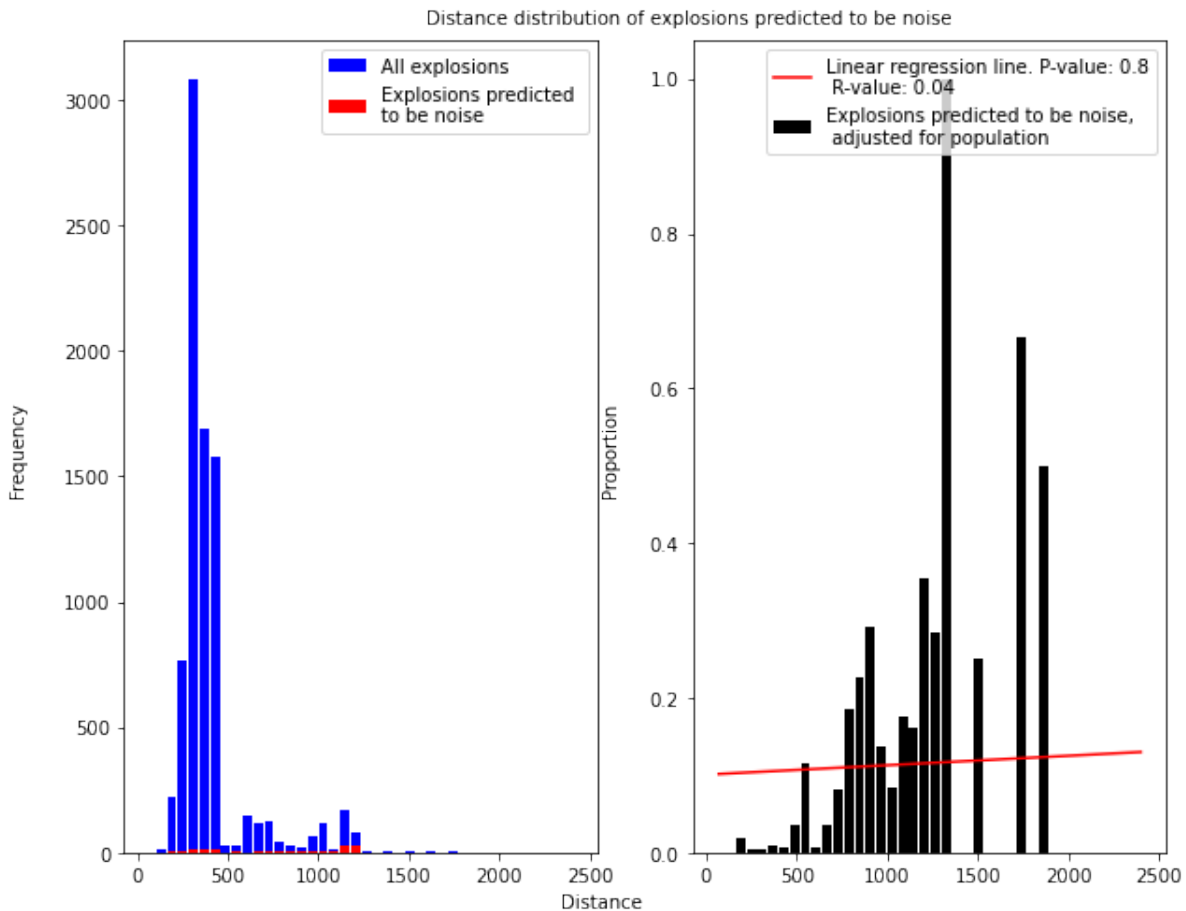 Distance distribution of explosions predicted to be noise
All explosions
Explosions predicted
to be noise
Frequency
3000
2500
2000
1500
1000
500
0
0 500 1000 1500 2000 2500
Linear regression line. P-value: 0.8
R-value: 0.04
Explosions predicted to be noise,
adjusted for population
Proportion
1.0
0.8
0.6
0.4
0.2
0.0
0 500 1000 1500 2000 2500
Distance